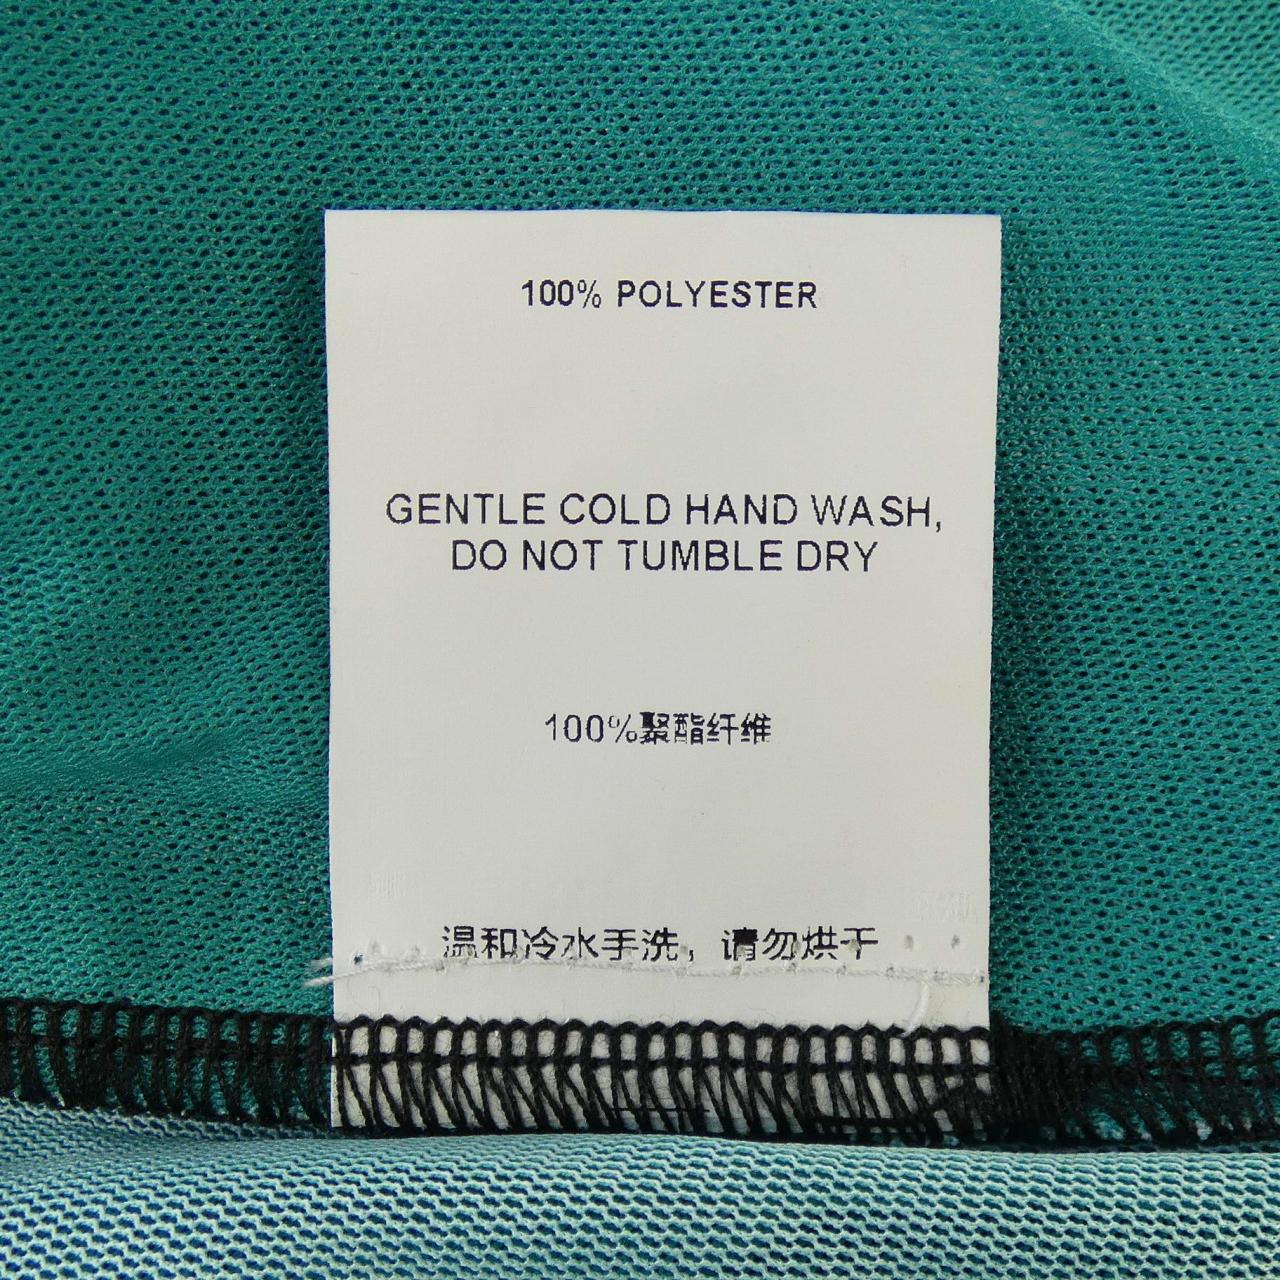 100% POLYESTER
GENTLE COLD HAND WASH,
DO NOT TUMBLE DRY
100%聚酯纤维
温和冷水手洗，请勿烘干